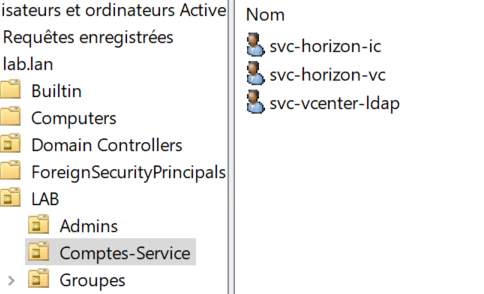 isateurs et ordinateurs Active
Requêtes enregistrées
lab.lan
Builtin
Computers
Domain Controllers
ForeignSecurityPrincipals
LAB
Admins
Comptes-Service
Groupes
Nom
svc-horizon-ic
svc-horizon-vc
svc-vcenter-ldap